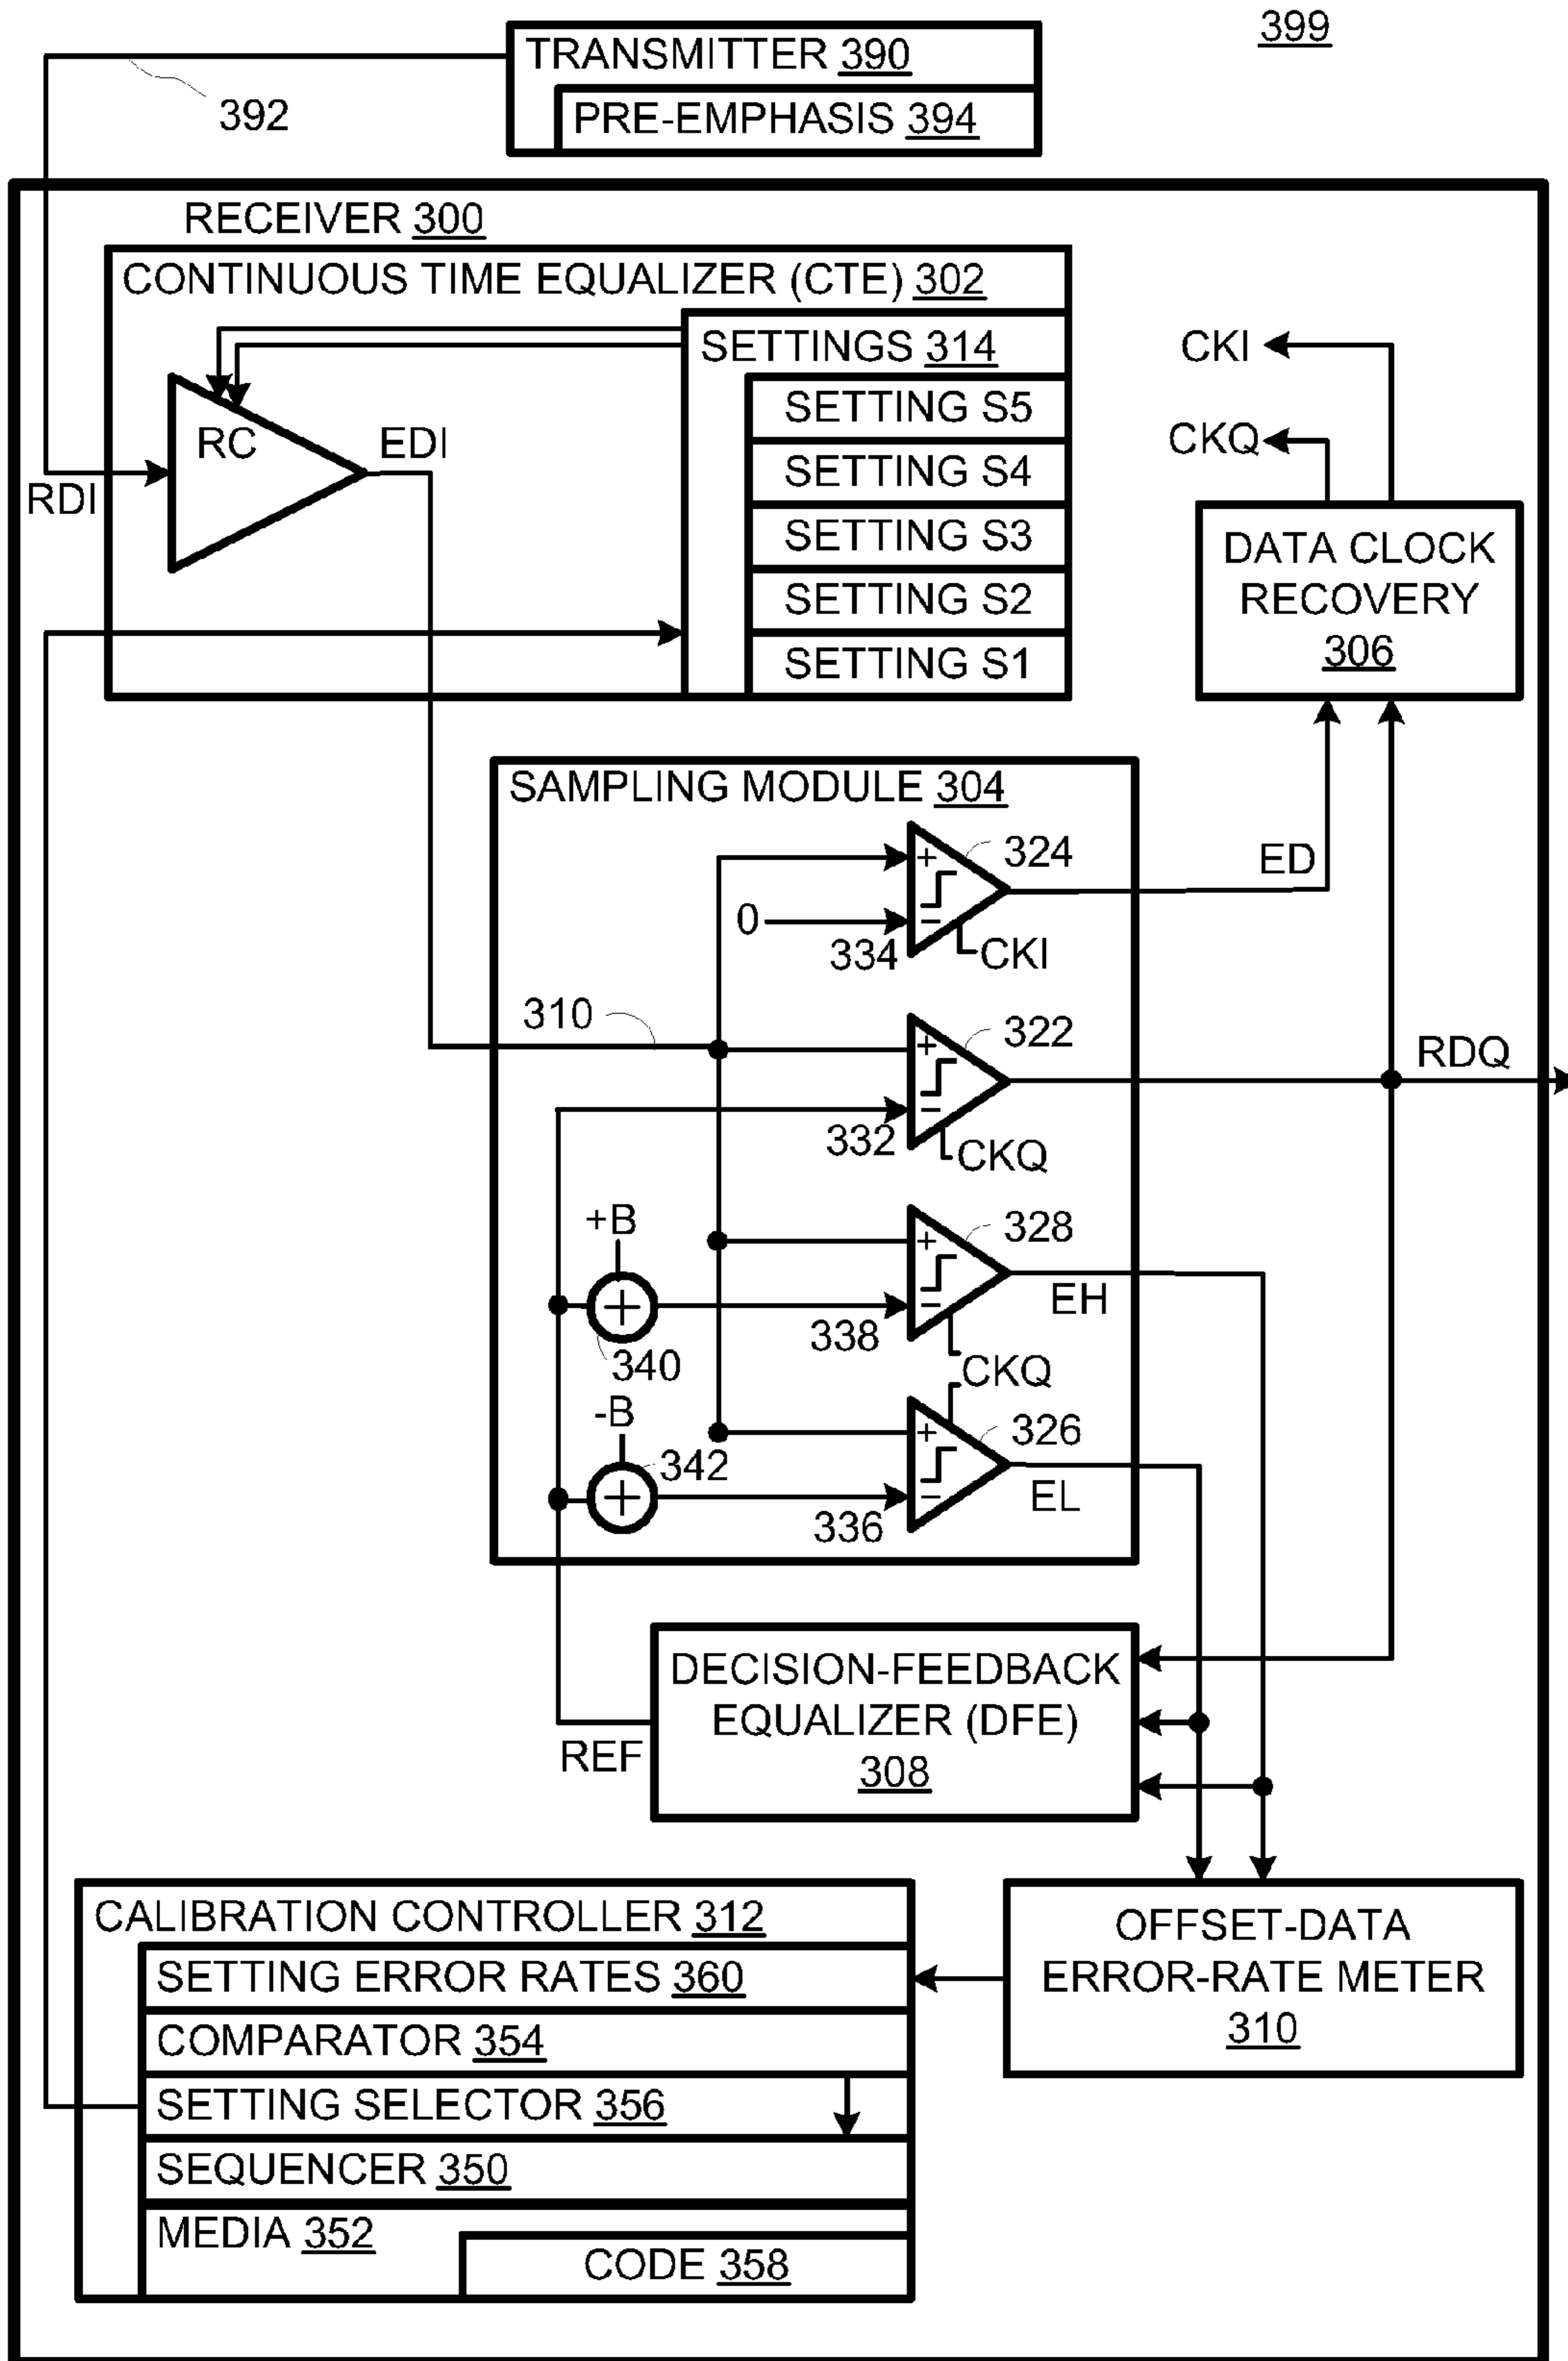 399
TRANSMITTER 390
PRE-EMPHASIS 394
392
RECEIVER 300
CONTINUOUS TIME EQUALIZER (CTE) 302
SETTINGS 314
SETTING S5
SETTING S4
SETTING S3
SETTING S2
SETTING S1
RC
EDI
RDI
CKI
CKQ
DATA CLOCK
RECOVERY
306
SAMPLING MODULE 304
+
324
ED
0
−
334
CKI
310
+
322
RDQ
−
332
CKQ
+B
+
328
+
−
EH
338
340
CKQ
-B
+
326
342
+
−
EL
336
DECISION-FEEDBACK
EQUALIZER (DFE)
308
REF
CALIBRATION CONTROLLER 312
SETTING ERROR RATES 360
COMPARATOR 354
SETTING SELECTOR 356
SEQUENCER 350
MEDIA 352
CODE 358
OFFSET-DATA
ERROR-RATE METER
310